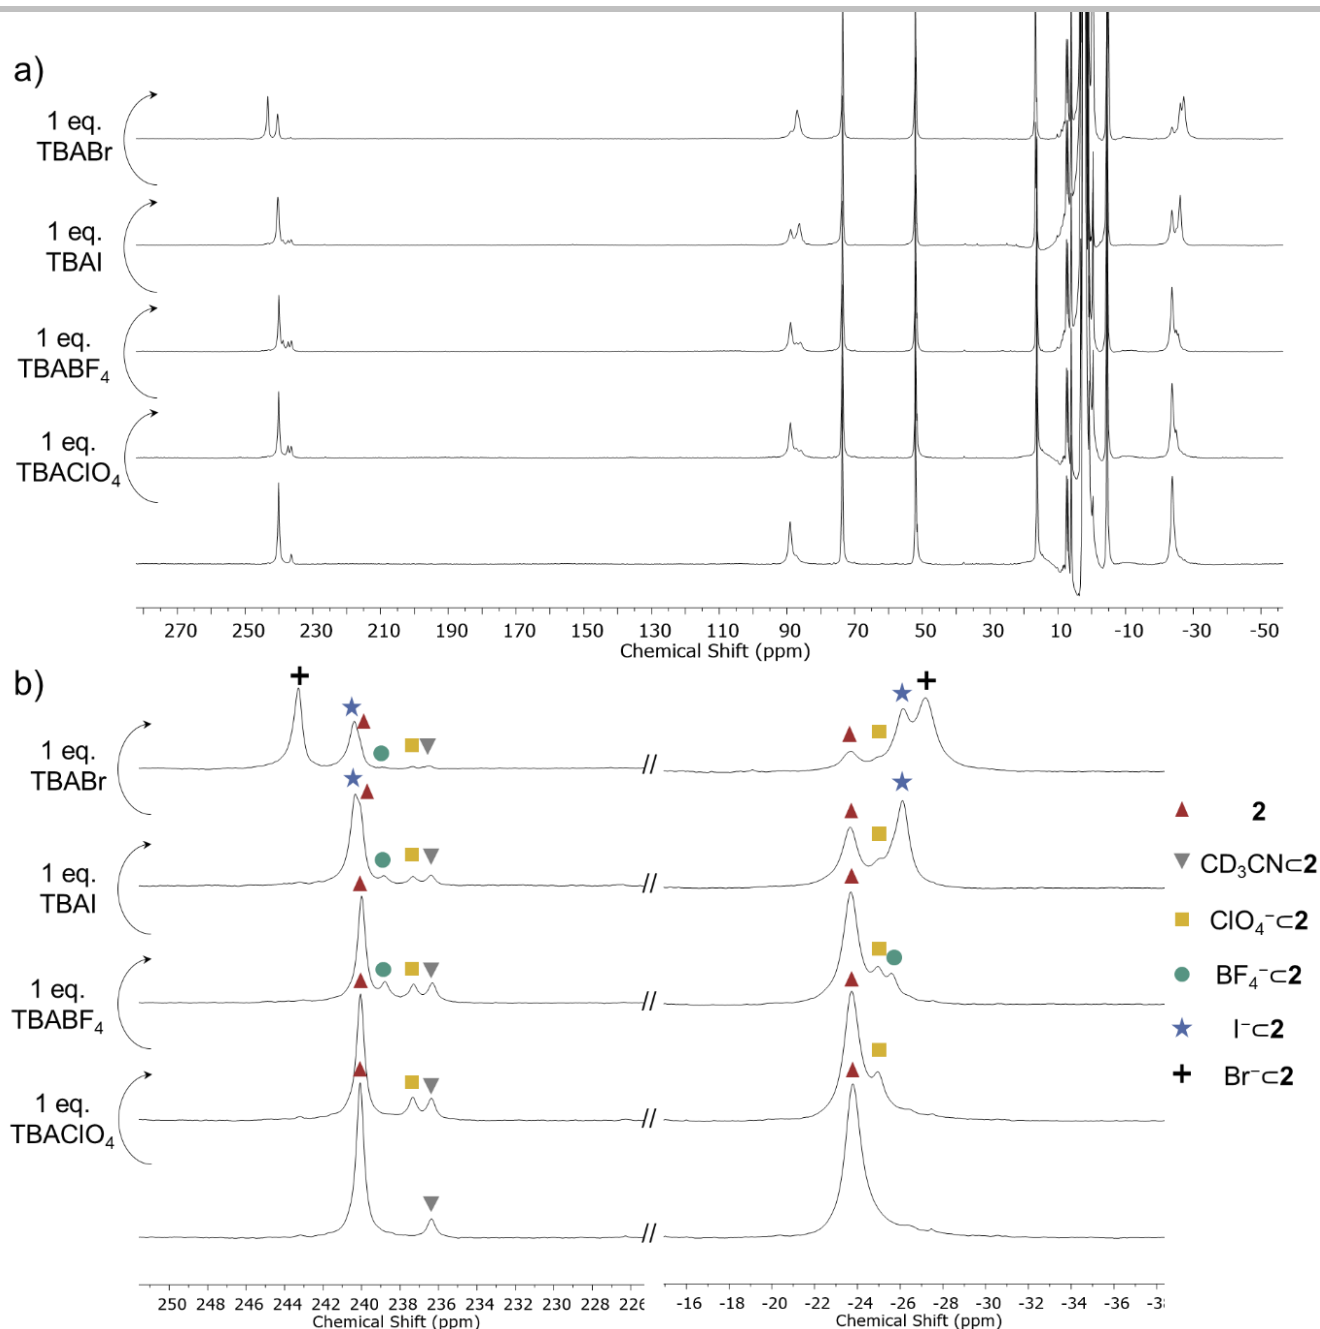 a)
1 eq.
TBABr
1 eq.
TBAI
1 eq.
TBABF₄
1 eq.
TBAClO₄
270 250 230 210 190 170 150 130 110 90 70 50 30 10 -10 -30 -50
Chemical Shift (ppm)
b)
1 eq.
TBABr
1 eq.
TBAI
1 eq.
TBABF₄
1 eq.
TBAClO₄
//
//
//
//
//
2
CD₃CN⊂2
ClO₄⁻⊂2
BF₄⁻⊂2
I⁻⊂2
Br⁻⊂2
250 248 246 244 242 240 238 236 234 232 230 228 226 -16 -18 -20 -22 -24 -26 -28 -30 -32 -34 -36
Chemical Shift (ppm) Chemical Shift (ppm)